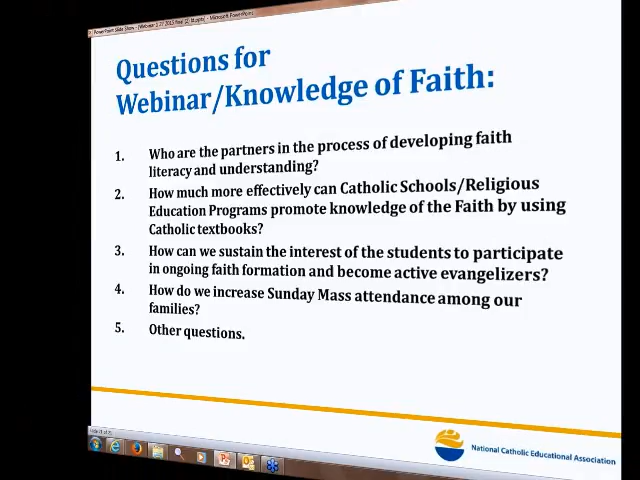 Questions for
Webinar/Knowledge of Faith:
1. Who are the partners in the process of developing faith
literacy and understanding?
2. How much more effectively can Catholic Schools/Religious
Education Programs promote knowledge of the Faith by using
Catholic textbooks?
3. How can we sustain the interest of the students to participate
in ongoing faith formation and become active evangelizers?
4. How do we increase Sunday Mass attendance among our
families?
5. Other questions.
National Catholic Educational Association